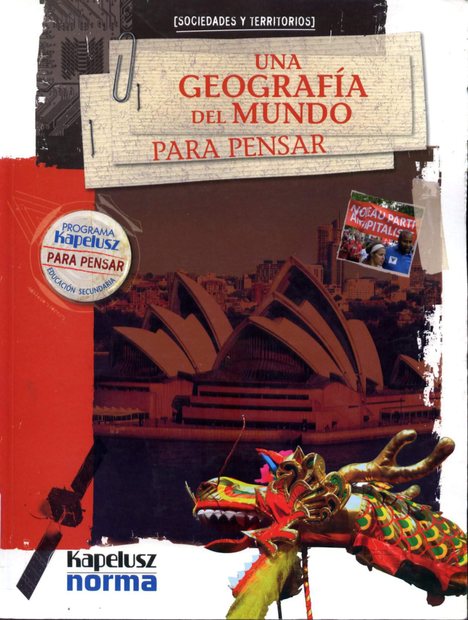 [SOCIEDADES Y TERRITORIOS]
UNA
GEOGRAFÍA
DEL MUNDO
PARA PENSAR
PROGRAMA
Kapelusz
PARA PENSAR
EDUCACIÓN SECUNDARIA
Kapelusz
norma